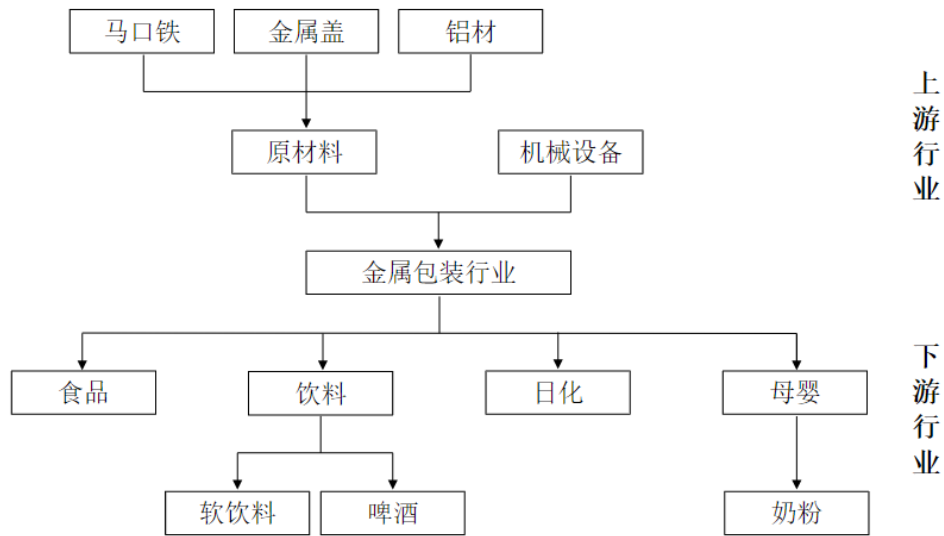 马口铁
金属盖
铝材
原材料
机械设备
上游行业
金属包装行业
食品
饮料
日化
母婴
下游行业
软饮料
啤酒
奶粉